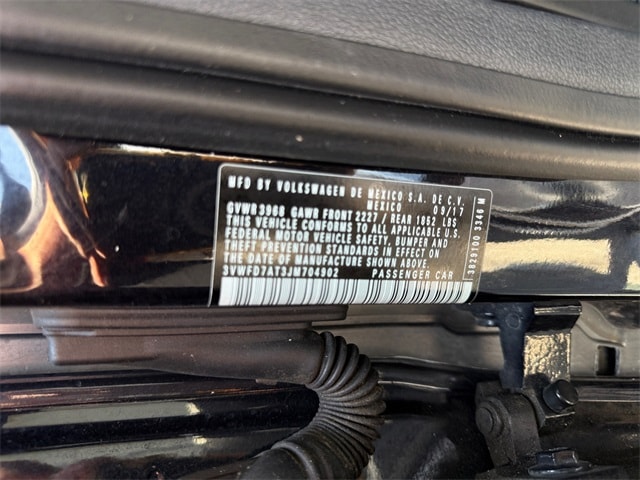 MFD BY VOLKSWAGEN DE MEXICO S.A. DE C.V.
MEXICO 09/17
GVWR 3968 GAWR FRONT 2227 / REAR 1852 LBS
THIS VEHICLE CONFORMS TO ALL APPLICABLE U.S.
FEDERAL MOTOR VEHICLE SAFETY, BUMPER AND
THEFT PREVENTION STANDARDS IN EFFECT ON
THE DATE OF MANUFACTURE SHOWN ABOVE.
3VWFD7AT3JM704902 PASSENGER CAR